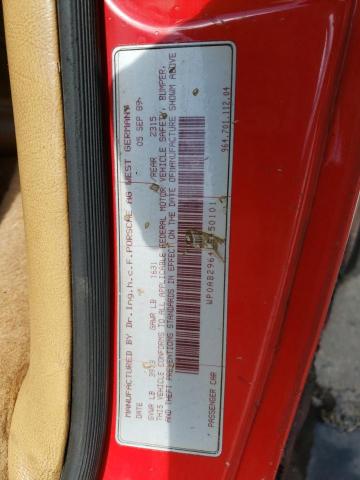 MANUFACTURED BY Dr.Ing.h.c.F.PORSCHE AG WEST GERMANY
DATE 05 SEP 89
GVWR LB GAWR LB 1631 /REAR 2315
THIS VEHICLE CONFORMS TO ALL APPLICABLE FEDERAL MOTOR VEHICLE SAFETY, BUMPER,
AND THEFT PREVENTIONS STANDARDS IN EFFECT ON THE DATE OF MANUFACTURE SHOWN ABOVE
PASSENGER CAR
964.701.112.04